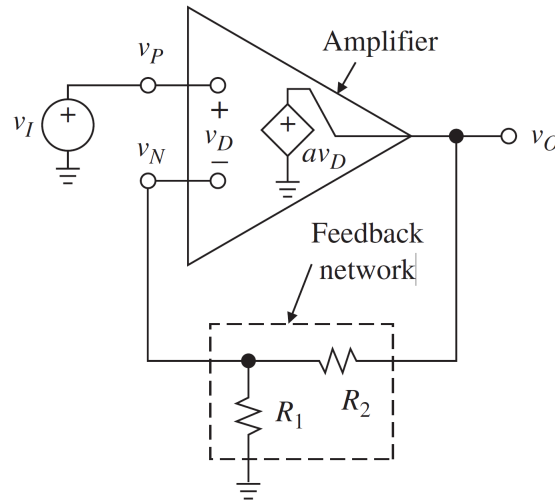 Amplifier
v_P
+
v_I
+
v_N
v_D
+
−
av_D
v_O
Feedback
network
R_1
R_2